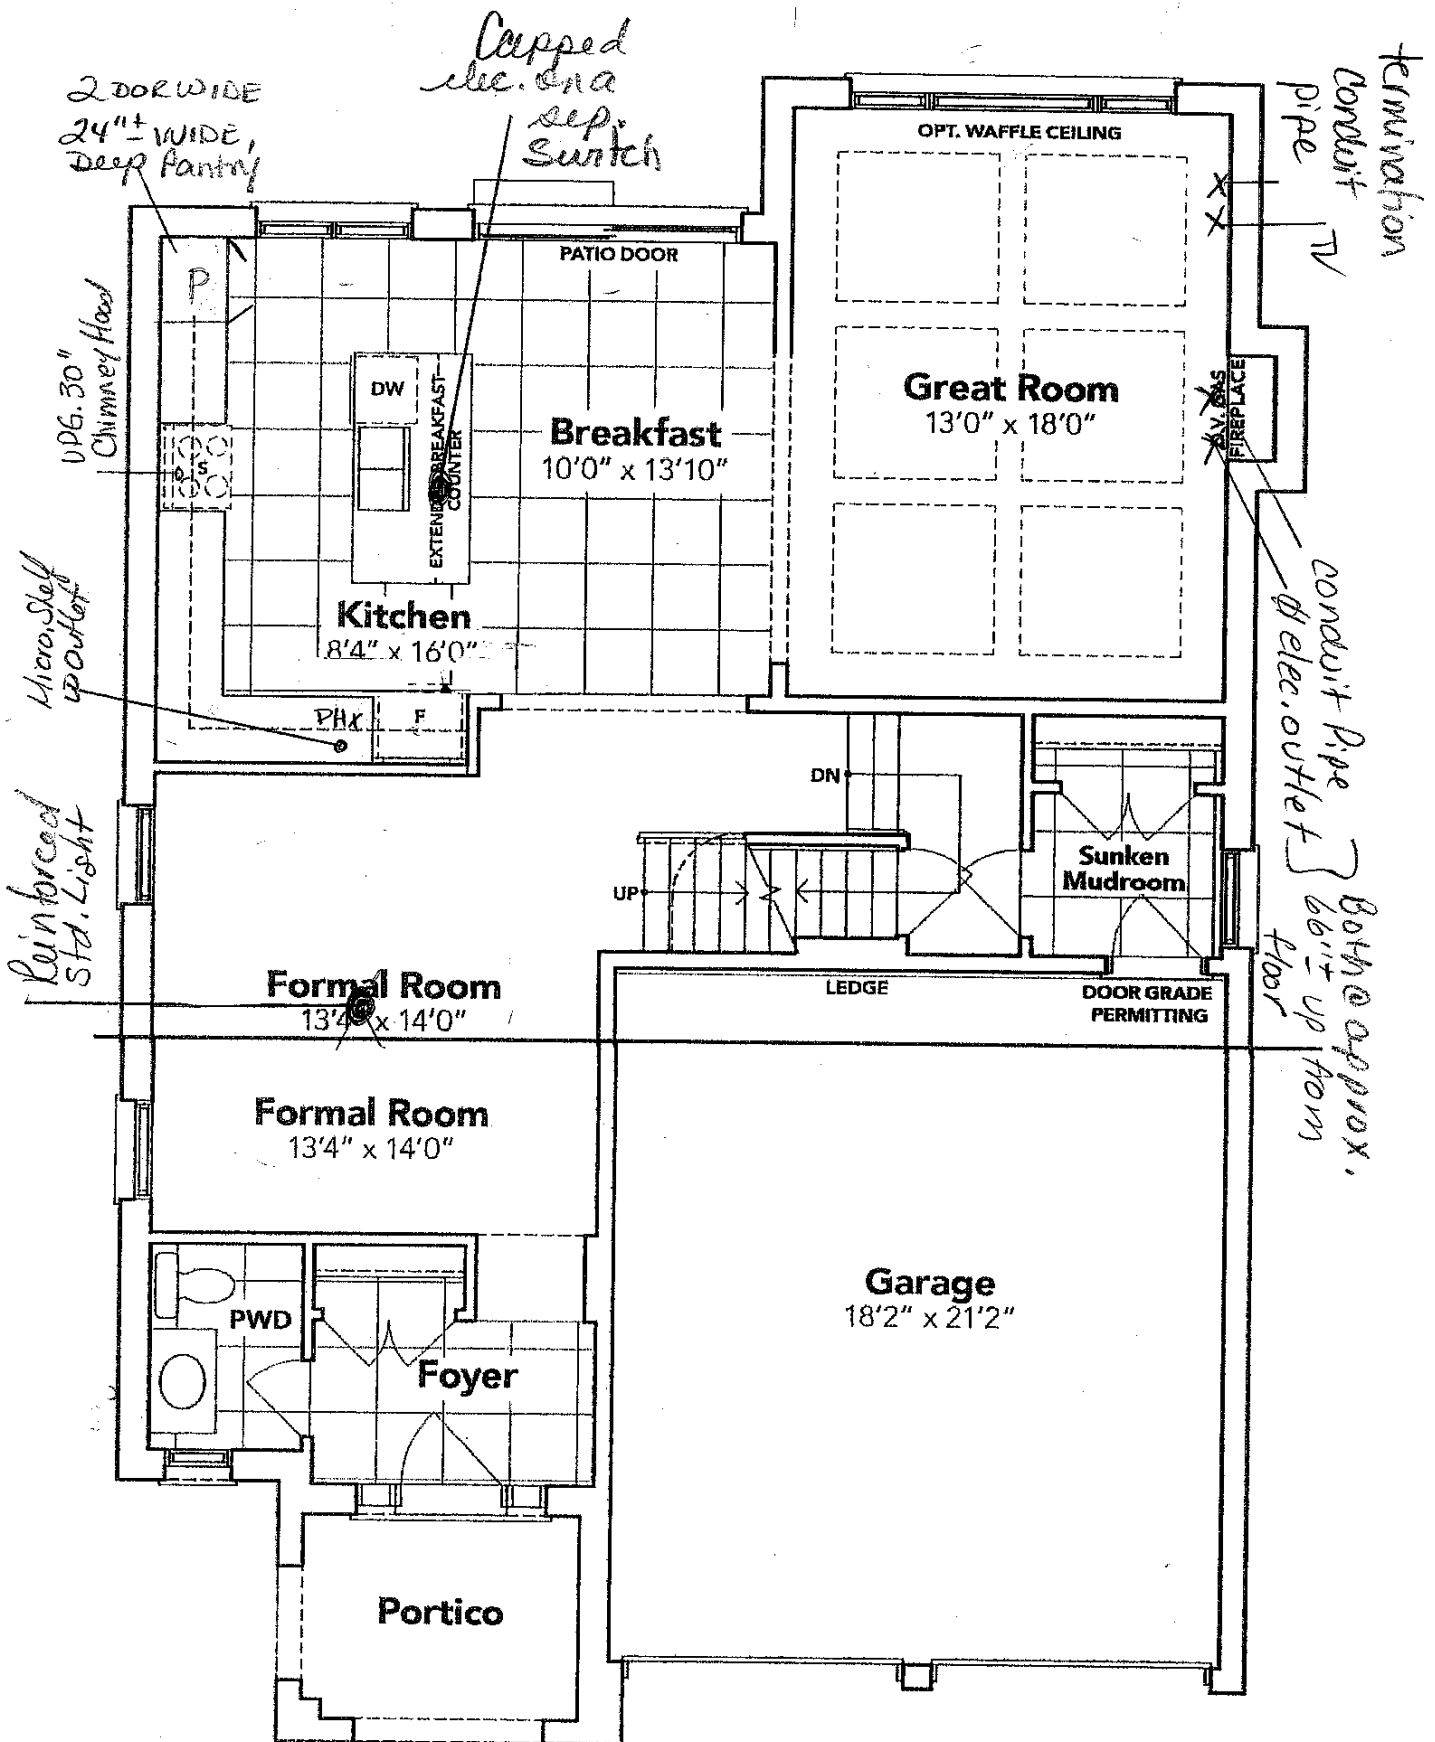 Capped
elec. on a
sep.
Switch
2 DOOR WIDE
24"± WIDE,
Deep Pantry
termination
conduit
pipe
TV
OPT. WAFFLE CEILING
PATIO DOOR
P
UPG. 30"
Chimney Hood
DW
EXTENDED BREAKFAST
COUNTER
S
Breakfast
10'0" x 13'10"
Great Room
13'0" x 18'0"
D.V. GAS
FIREPLACE
Kitchen
8'4" x 16'0"
Micro. Shelf
w outlet
F
conduit pipe
& elec. outlet
Both @ approx.
66"± up from
floor
DN
UP
Sunken
Mudroom
Reinforced
Std. Light
LEDGE
DOOR GRADE
PERMITTING
Formal Room
13'4" x 14'0"
Formal Room
13'4" x 14'0"
PWD
Foyer
Garage
18'2" x 21'2"
Portico